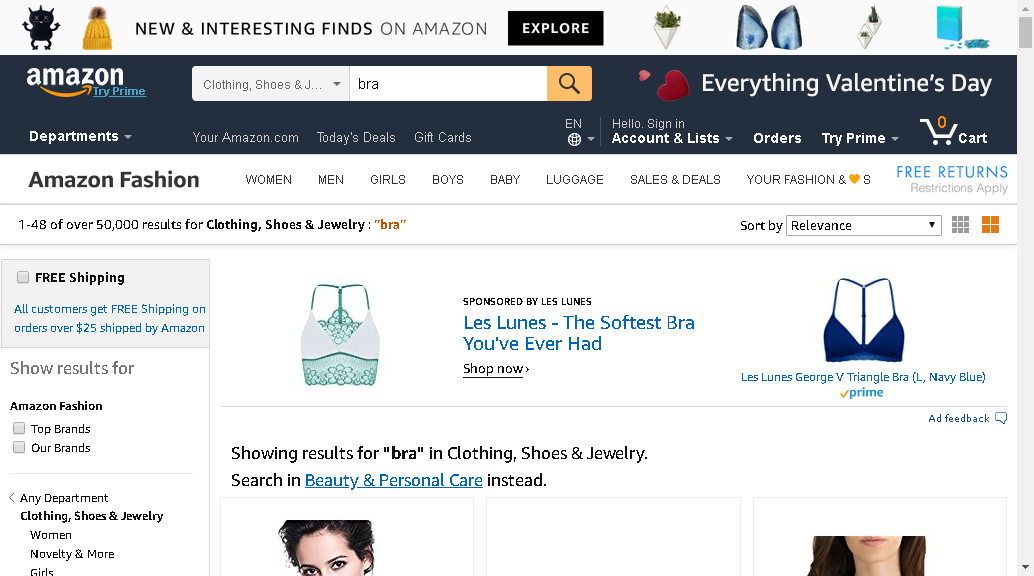 NEW & INTERESTING FINDS ON AMAZON EXPLORE
amazon
Try Prime
Clothing, Shoes & J...
bra
Everything Valentine's Day
Departments
Your Amazon.com Today's Deals Gift Cards
EN
Hello. Sign in
Account & Lists
Orders
Try Prime
0
Cart
Amazon Fashion
WOMEN MEN GIRLS BOYS BABY LUGGAGE SALES & DEALS YOUR FASHION & 🧡 S
FREE RETURNS
Restrictions Apply
1-48 of over 50,000 results for Clothing, Shoes & Jewelry : "bra"
Sort by Relevance
FREE Shipping
All customers get FREE Shipping on
orders over $25 shipped by Amazon
Show results for
Amazon Fashion
Top Brands
Our Brands
Any Department
Clothing, Shoes & Jewelry
Women
Novelty & More
Girls
SPONSORED BY LES LUNES
Les Lunes - The Softest Bra
You've Ever Had
Shop now ›
Les Lunes George V Triangle Bra (L, Navy Blue)
prime
Ad feedback
Showing results for "bra" in Clothing, Shoes & Jewelry.
Search in Beauty & Personal Care instead.